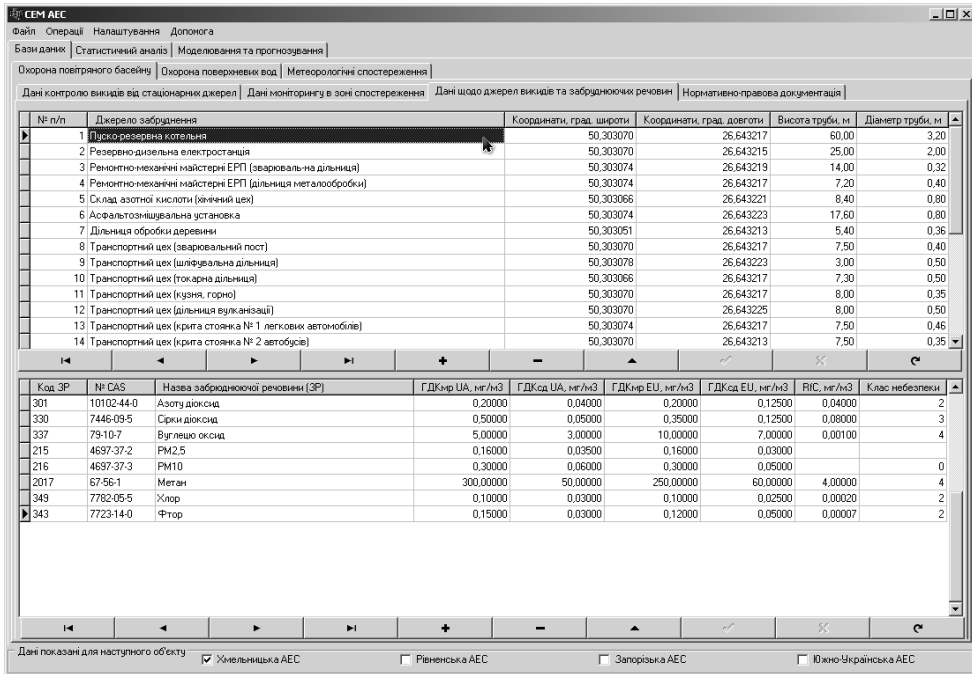 СЕМ АЕС
Файл Операції Налаштування Допомога
Бази даних Статистичний аналіз Моделювання та прогнозування
Охорона повітряного басейну Охорона поверхневих вод Метеорологічні спостереження
Дані контролю викидів від стаціонарних джерел Дані моніторингу в зоні спостереження Дані щодо джерел викидів та забруднюючих речовин Нормативно-правова документація
№ п/п Джерело забруднення Координати, град. широти Координати, град. довготи Висота труби, м Діаметр труби, м
1 Пуско-резервна котельня 50,303070 26,643217 60,00 3,20
2 Резервно-дизельна електростанція 50,303070 26,643215 25,00 2,00
3 Ремонтно-механічні майстерні ЕРП (зварюваль-на дільниця) 50,303074 26,643219 14,00 0,32
4 Ремонтно-механічні майстерні ЕРП (дільниця металообробки) 50,303074 26,643217 7,20 0,40
5 Склад азотної кислоти (хімічний цех) 50,303066 26,643221 8,40 0,80
6 Асфальтозмішувальна установка 50,303074 26,643223 17,60 0,80
7 Дільниця обробки деревини 50,303051 26,643213 5,40 0,36
8 Транспортний цех (зварювальний пост) 50,303070 26,643217 7,50 0,40
9 Транспортний цех (шліфувальна дільниця) 50,303078 26,643223 3,00 0,50
10 Транспортний цех (токарна дільниця) 50,303066 26,643217 7,30 0,50
11 Транспортний цех (кузня, горно) 50,303070 26,643217 8,00 0,35
12 Транспортний цех (дільниця вулканізації) 50,303070 26,643225 8,00 0,50
13 Транспортний цех (крита стоянка № 1 легкових автомобілів) 50,303074 26,643217 7,50 0,46
14 Транспортний цех (крита стоянка № 2 автобусів) 50,303070 26,643213 7,50 0,35
Код ЗР № CAS Назва забрюднюючої речовини (ЗР) ГДКмр UA, мг/м3 ГДКсд UA, мг/м3 ГДКмр EU, мг/м3 ГДКсд EU, мг/м3 RfC, мг/м3 Клас небезпеки
301 10102-44-0 Азоту діоксид 0,20000 0,04000 0,20000 0,12500 0,04000 2
330 7446-09-5 Сірки діоксид 0,50000 0,05000 0,35000 0,12500 0,08000 3
337 79-10-7 Вуглецю оксид 5,00000 3,00000 10,00000 7,00000 0,00100 4
215 4697-37-2 PM2,5 0,16000 0,03500 0,16000 0,03000
216 4697-37-3 PM10 0,30000 0,06000 0,30000 0,05000 0
2017 67-56-1 Метан 300,00000 50,00000 250,00000 60,00000 4,00000 4
349 7782-05-5 Хлор 0,10000 0,03000 0,10000 0,02500 0,00020 2
343 7723-14-0 Фтор 0,15000 0,03000 0,12000 0,05000 0,00007 2
Дані показані для наступного об'єкту
Хмельницька АЕС Рівненська АЕС Запорізька АЕС Южно-Українська АЕС